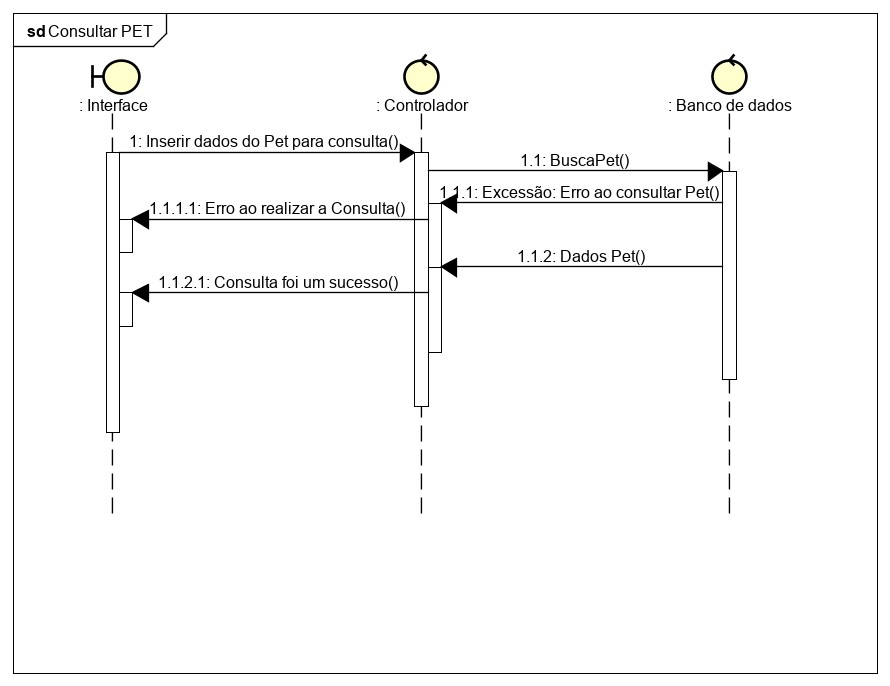 sd Consultar PET
: Interface
: Controlador
: Banco de dados
1: Inserir dados do Pet para consulta()
1.1: BuscaPet()
1.1.1: Excessão: Erro ao consultar Pet()
1.1.1.1: Erro ao realizar a Consulta()
1.1.2: Dados Pet()
1.1.2.1: Consulta foi um sucesso()